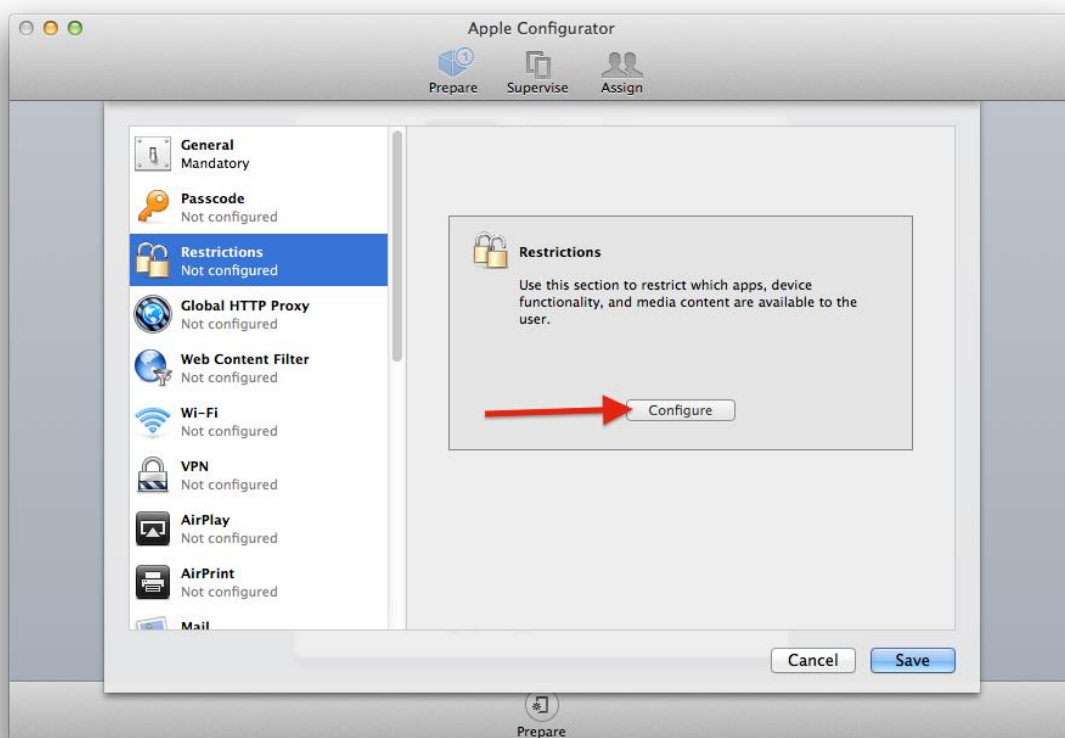 Apple Configurator
Prepare
Supervise
Assign
General
Mandatory
Passcode
Not configured
Restrictions
Not configured
Global HTTP Proxy
Not configured
Web Content Filter
Not configured
Wi-Fi
Not configured
VPN
Not configured
AirPlay
Not configured
AirPrint
Not configured
Mail
Restrictions
Use this section to restrict which apps, device
functionality, and media content are available to the
user.
Configure
Cancel
Save
Prepare